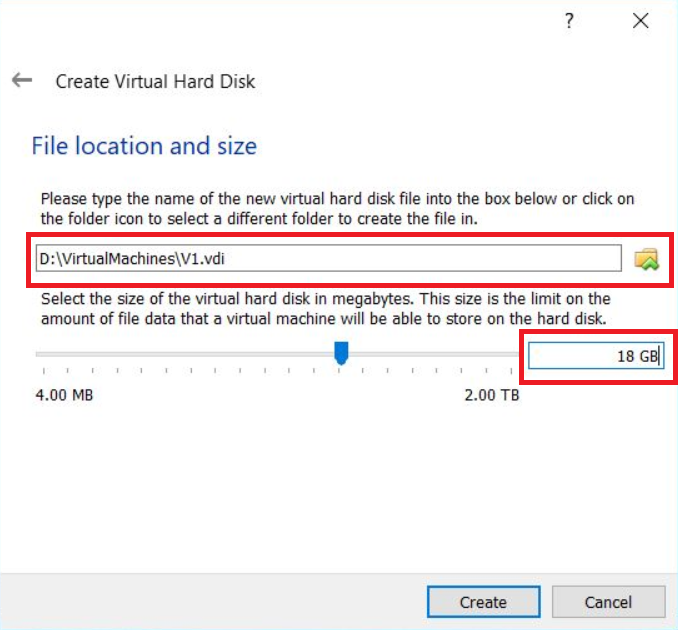 ?
Create Virtual Hard Disk
File location and size
Please type the name of the new virtual hard disk file into the box below or click on
the folder icon to select a different folder to create the file in.
D:\VirtualMachines\V1.vdi
Select the size of the virtual hard disk in megabytes. This size is the limit on the
amount of file data that a virtual machine will be able to store on the hard disk.
18 GB
4.00 MB 2.00 TB
Create Cancel